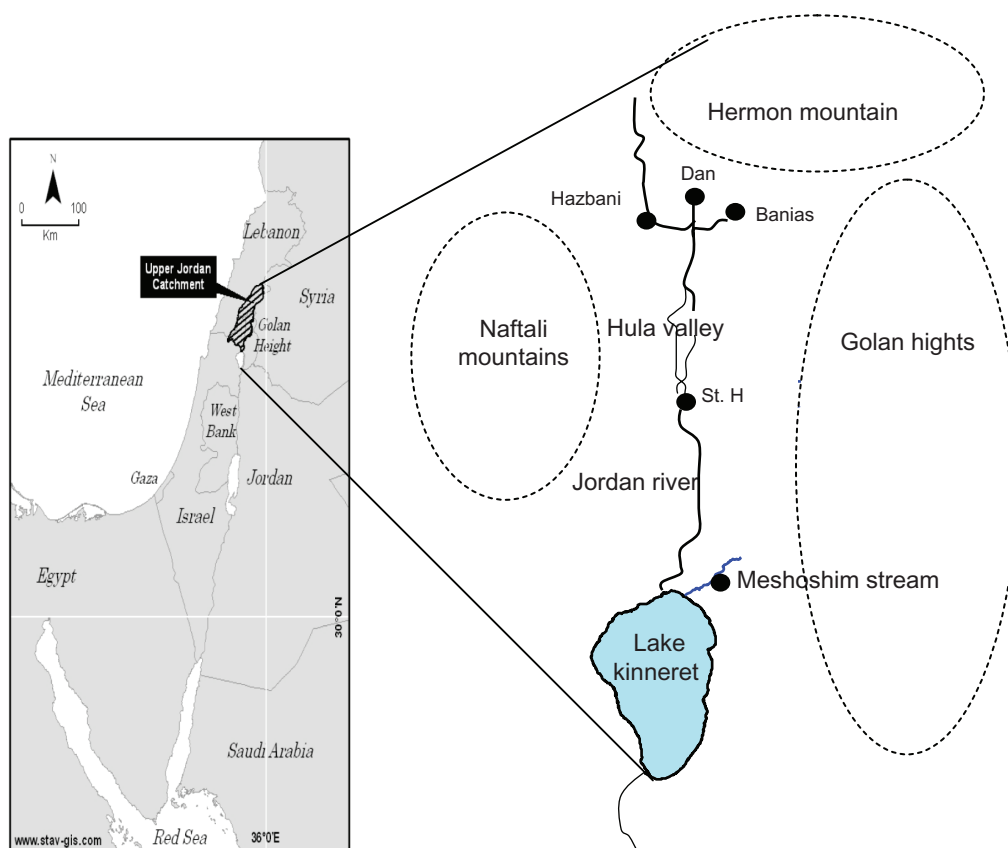 N
0 100
Km
Lebanon
Upper Jordan
Catchment
Syria
Golan
Height
Mediterranean
Sea
West
Bank
Gaza
Jordan
Israel
Egypt
30°0'N
Saudi Arabia
Red Sea
36°0'E
www.stav-gis.com
Hermon mountain
Dan
Hazbani
Banias
Naftali
mountains
Hula valley
Golan hights
St. H
Jordan river
Meshoshim stream
Lake
kinneret